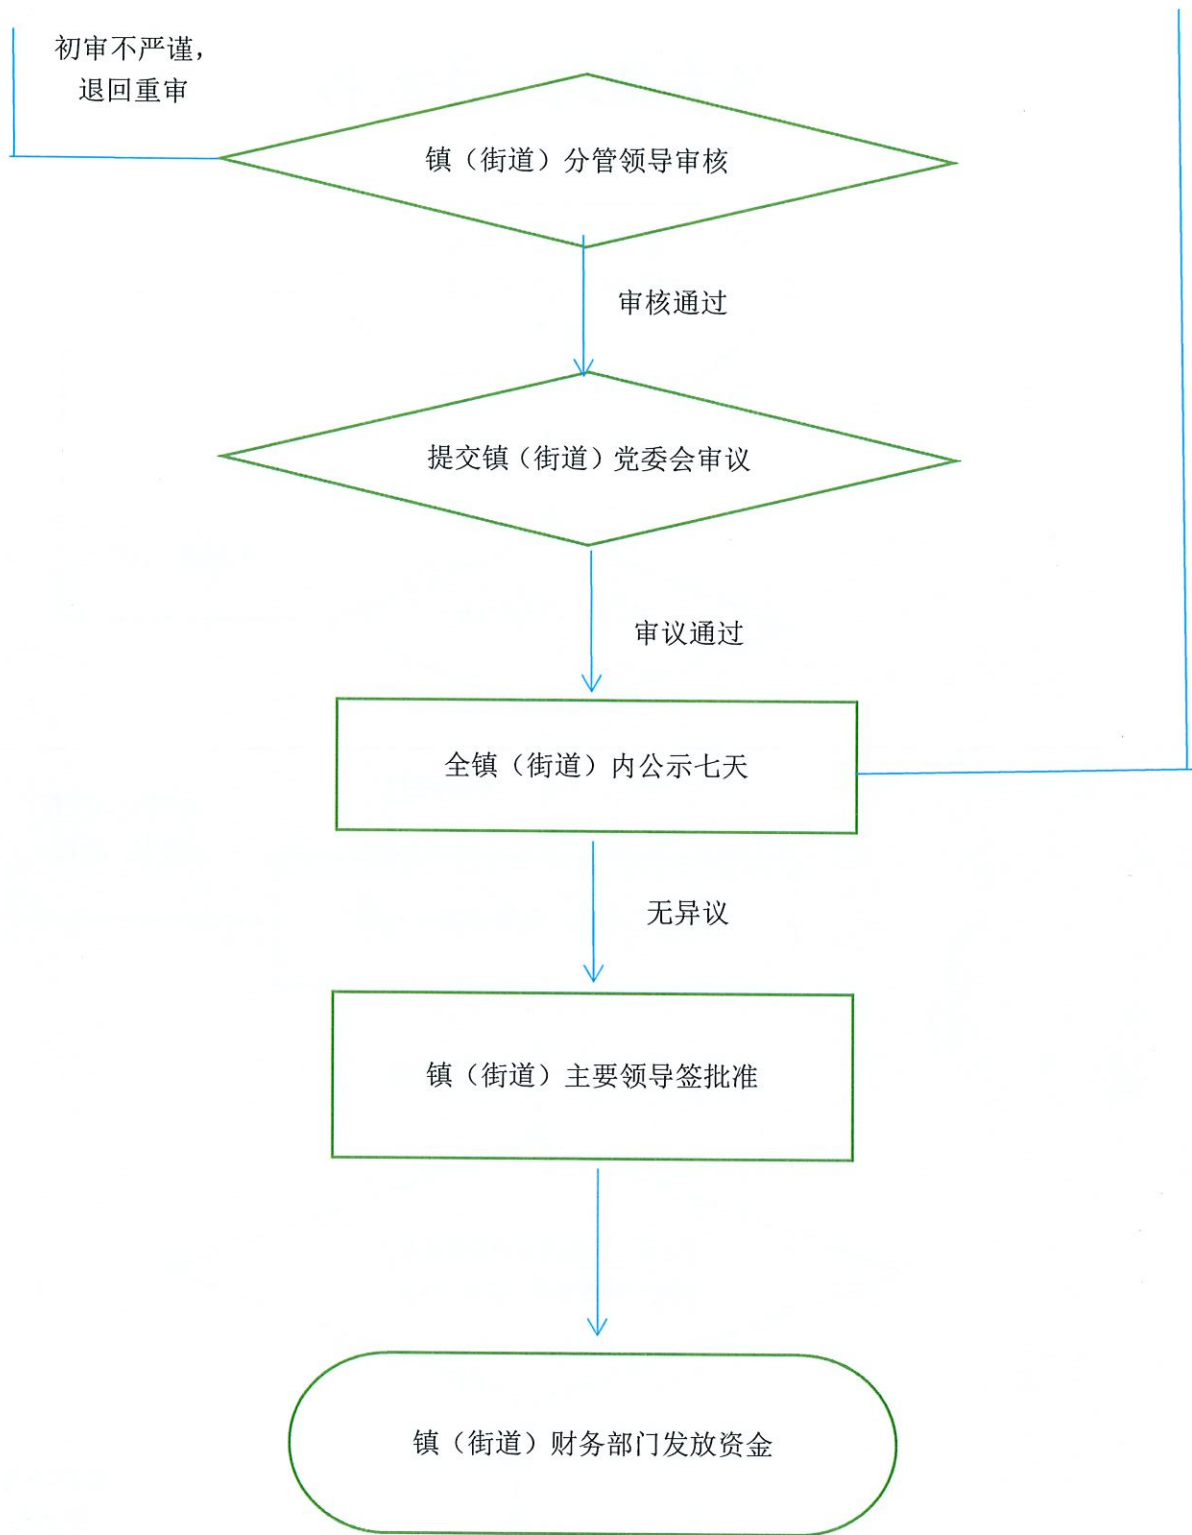 初审不严谨，
退回重审
镇（街道）分管领导审核
审核通过
提交镇（街道）党委会审议
审议通过
全镇（街道）内公示七天
无异议
镇（街道）主要领导签批准
镇（街道）财务部门发放资金